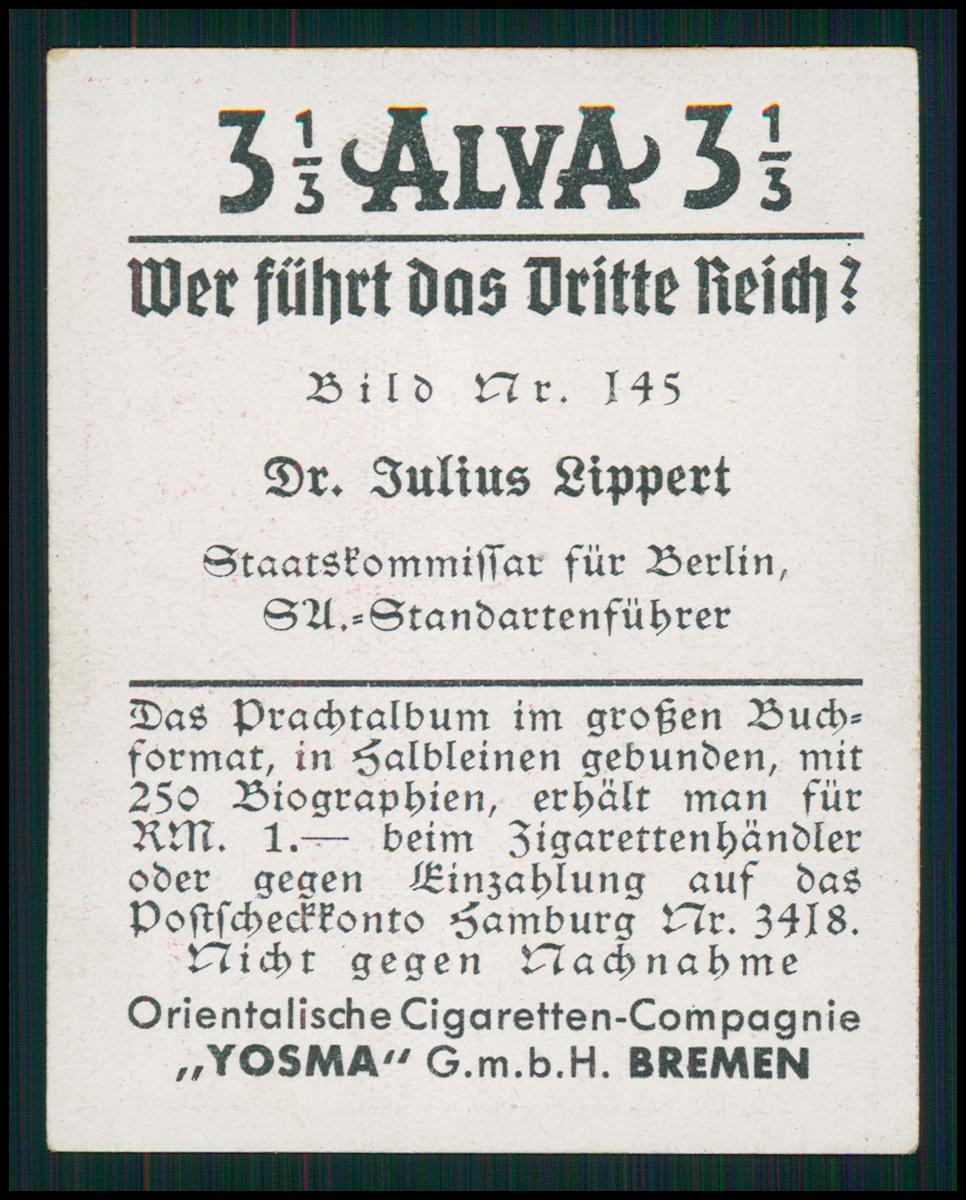 3 1/3 ALVA 3 1/3
Wer führt das Dritte Reich?
Bild Nr. 145
Dr. Julius Lippert
Staatskommissar für Berlin,
SA.=Standartenführer
Das Prachtalbum im großen Buch=
format, in Halbleinen gebunden, mit
250 Biographien, erhält man für
RM. 1.— beim Zigarettenhändler
oder gegen Einzahlung auf das
Postscheckkonto Hamburg Nr. 3418.
Nicht gegen Nachnahme
Orientalische Cigaretten-Compagnie
„YOSMA“ G.m.b.H. BREMEN